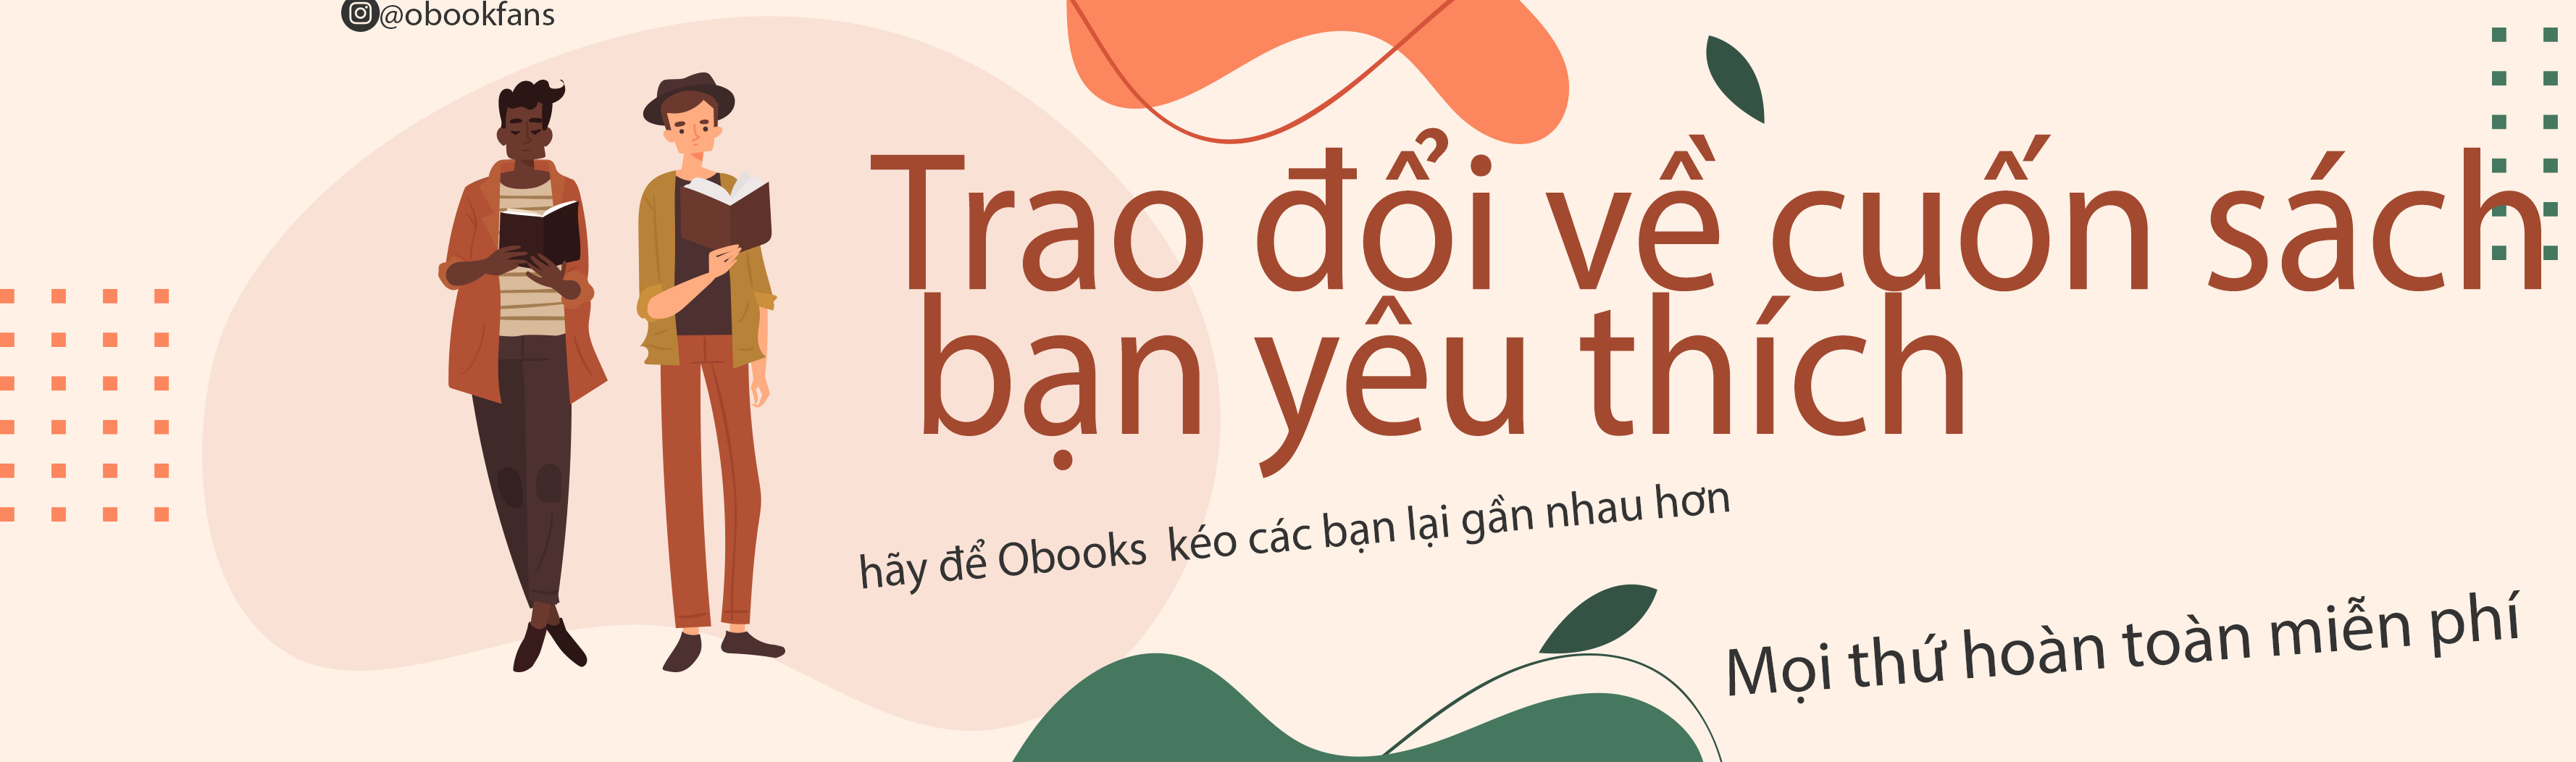 @obookfans
Trao đổi về cuốn sách
bạn yêu thích
hãy để Obooks kéo các bạn lại gần nhau hơn
Mọi thứ hoàn toàn miễn phí